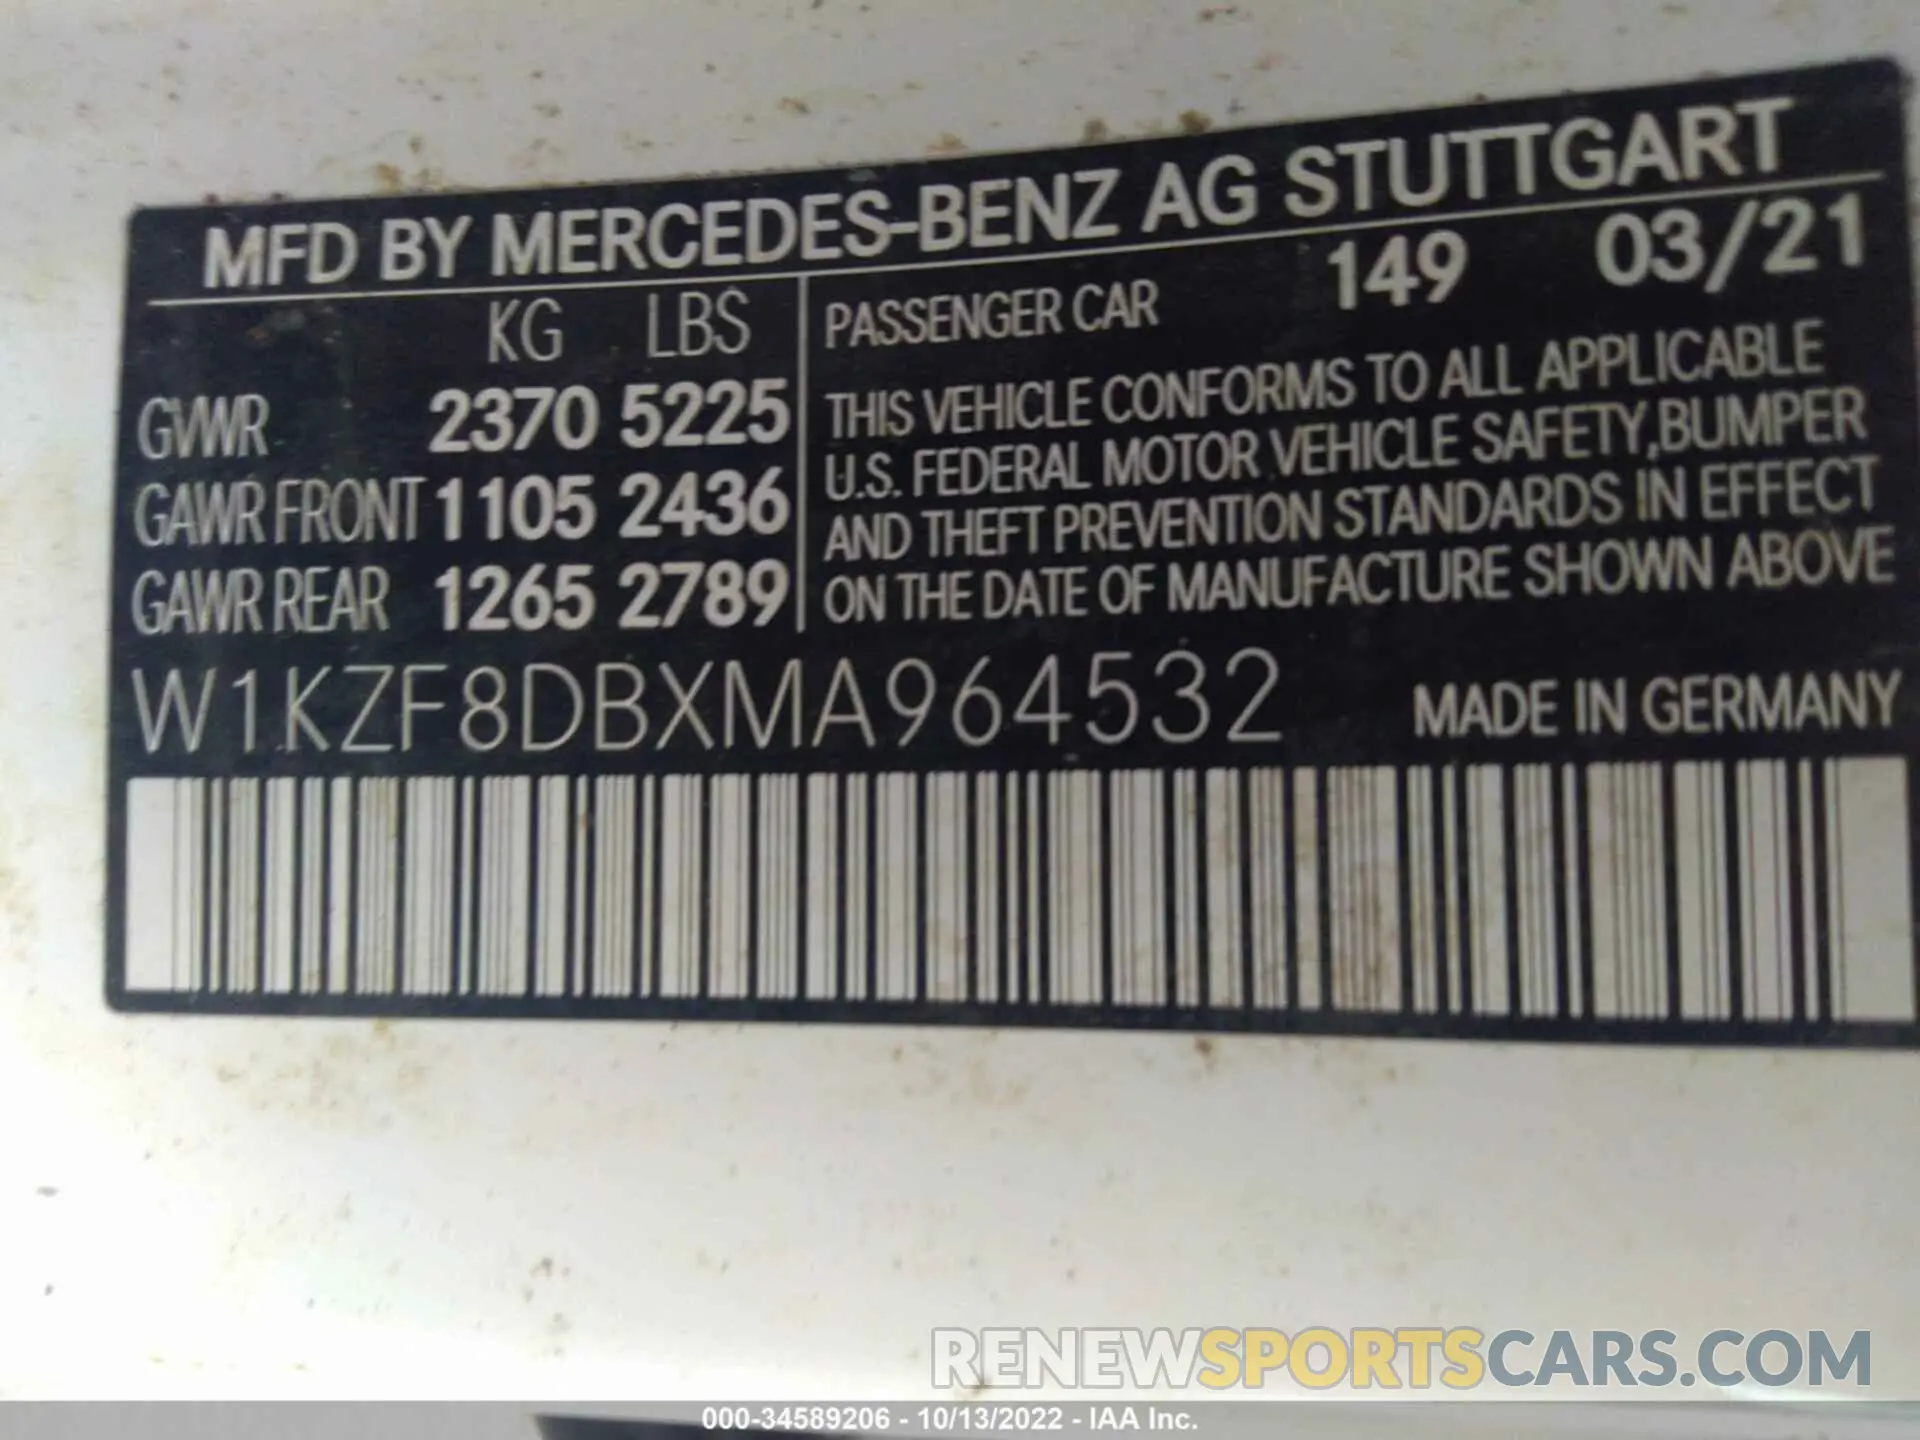 MFD BY MERCEDES-BENZ AG STUTTGART
KG LBS
GVWR 2370 5225
GAWR FRONT 1105 2436
GAWR REAR 1265 2789
PASSENGER CAR 149 03/21
THIS VEHICLE CONFORMS TO ALL APPLICABLE
U.S. FEDERAL MOTOR VEHICLE SAFETY,BUMPER
AND THEFT PREVENTION STANDARDS IN EFFECT
ON THE DATE OF MANUFACTURE SHOWN ABOVE
W1KZF8DBXMA964532 MADE IN GERMANY
RENEWSPORTSCARS.COM
000-34589206 - 10/13/2022 - IAA Inc.